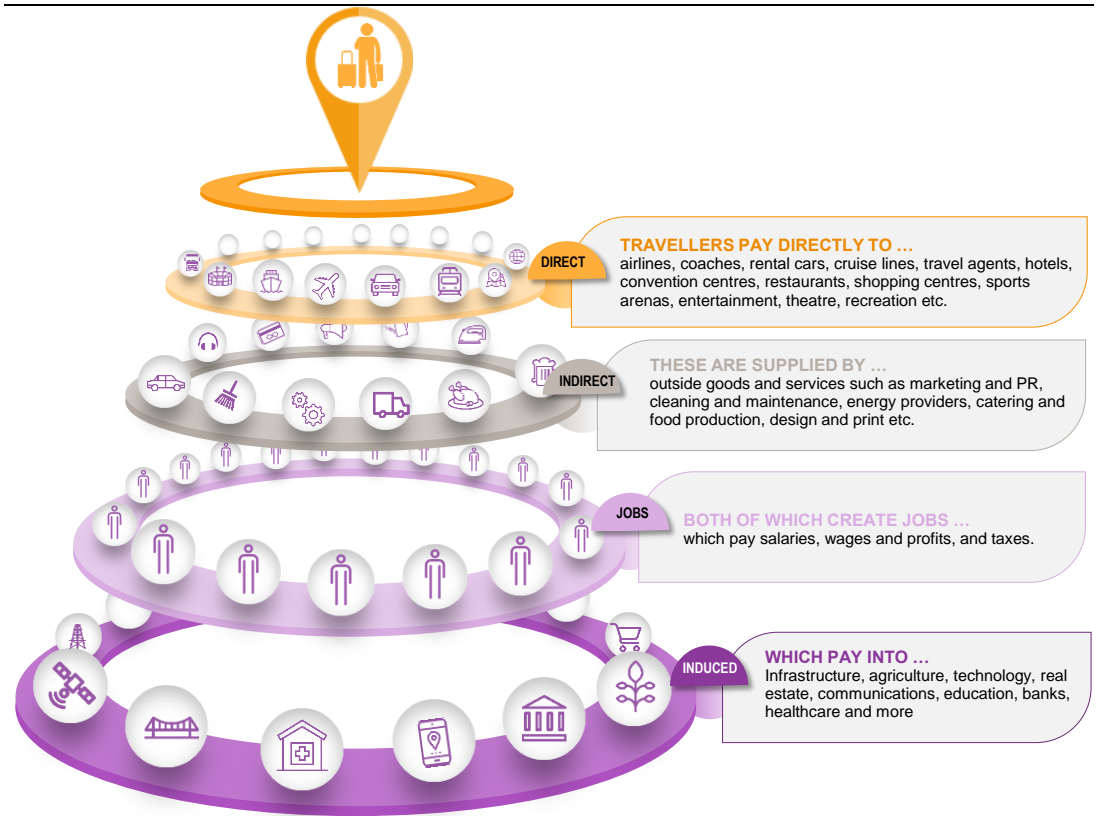 DIRECT
TRAVELLERS PAY DIRECTLY TO …
airlines, coaches, rental cars, cruise lines, travel agents, hotels,
convention centres, restaurants, shopping centres, sports
arenas, entertainment, theatre, recreation etc.
INDIRECT
THESE ARE SUPPLIED BY …
outside goods and services such as marketing and PR,
cleaning and maintenance, energy providers, catering and
food production, design and print etc.
JOBS
BOTH OF WHICH CREATE JOBS …
which pay salaries, wages and profits, and taxes.
INDUCED
WHICH PAY INTO …
Infrastructure, agriculture, technology, real
estate, communications, education, banks,
healthcare and more